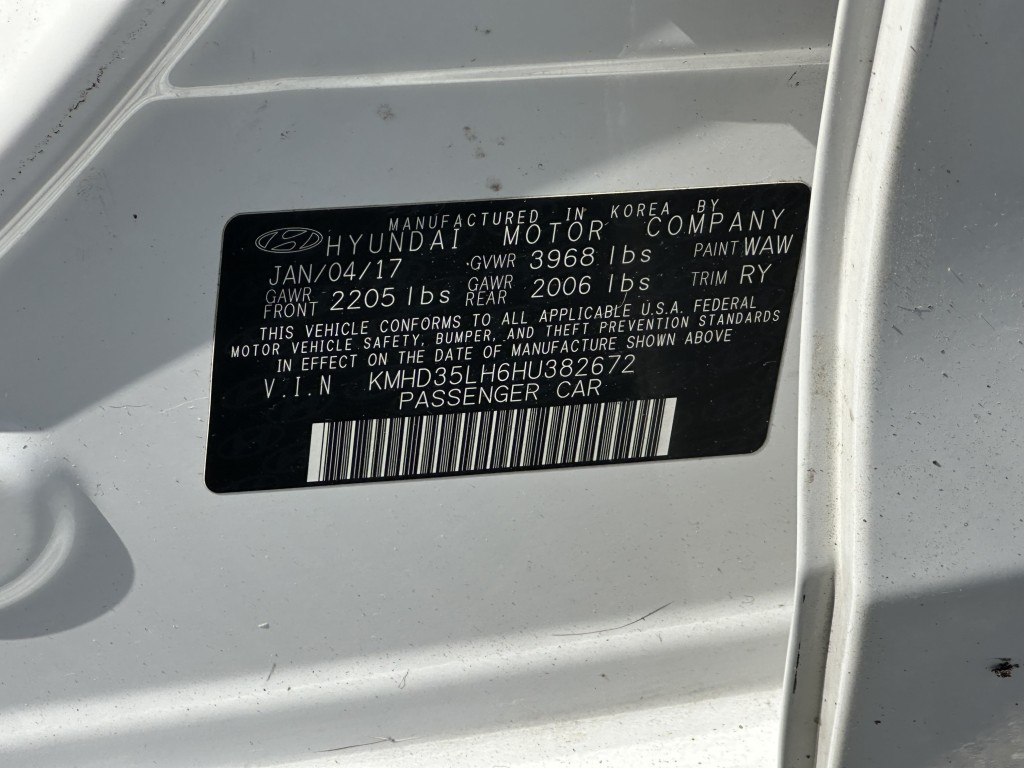 MANUFACTURED IN KOREA BY
HYUNDAI MOTOR COMPANY
JAN/04/17 GVWR 3968 lbs PAINT WAW
GAWR FRONT 2205 lbs GAWR REAR 2006 lbs TRIM RY
THIS VEHICLE CONFORMS TO ALL APPLICABLE U.S.A. FEDERAL
MOTOR VEHICLE SAFETY, BUMPER, AND THEFT PREVENTION STANDARDS
IN EFFECT ON THE DATE OF MANUFACTURE SHOWN ABOVE
V.I.N KMHD35LH6HU382672
PASSENGER CAR